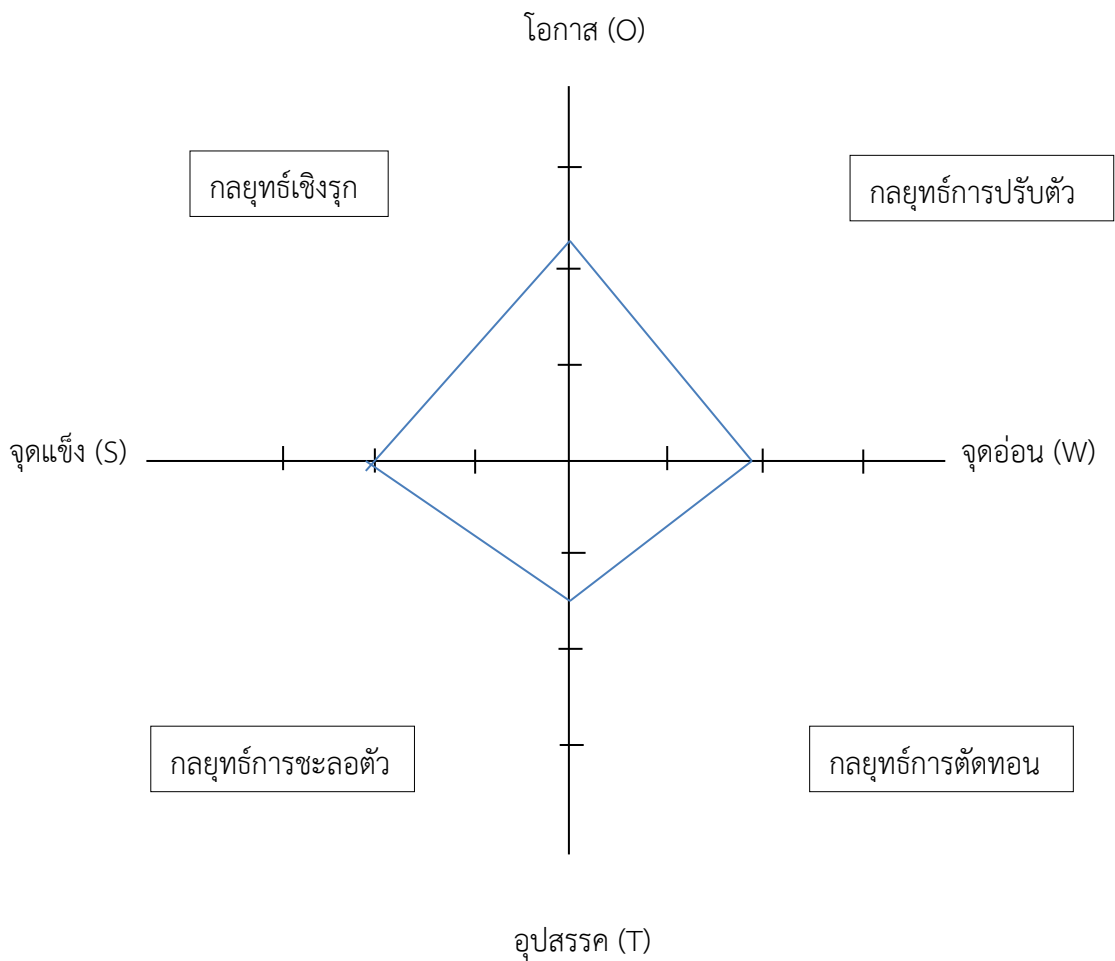 โอกาส (O)
กลยุทธ์เชิงรุก
กลยุทธ์การปรับตัว
จุดแข็ง (S)
จุดอ่อน (W)
กลยุทธ์การชะลอตัว
กลยุทธ์การตัดทอน
อุปสรรค (T)